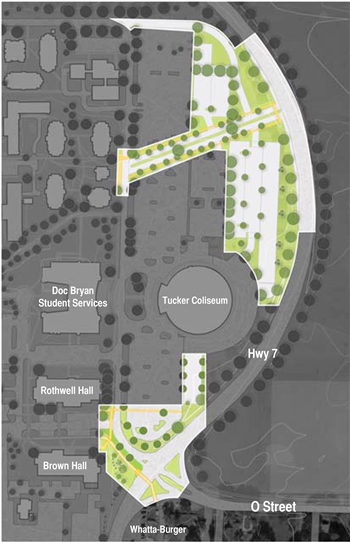 Doc Bryan
Student Services
Tucker Coliseum
Hwy 7
Rothwell Hall
Brown Hall
O Street
Whatta-Burger